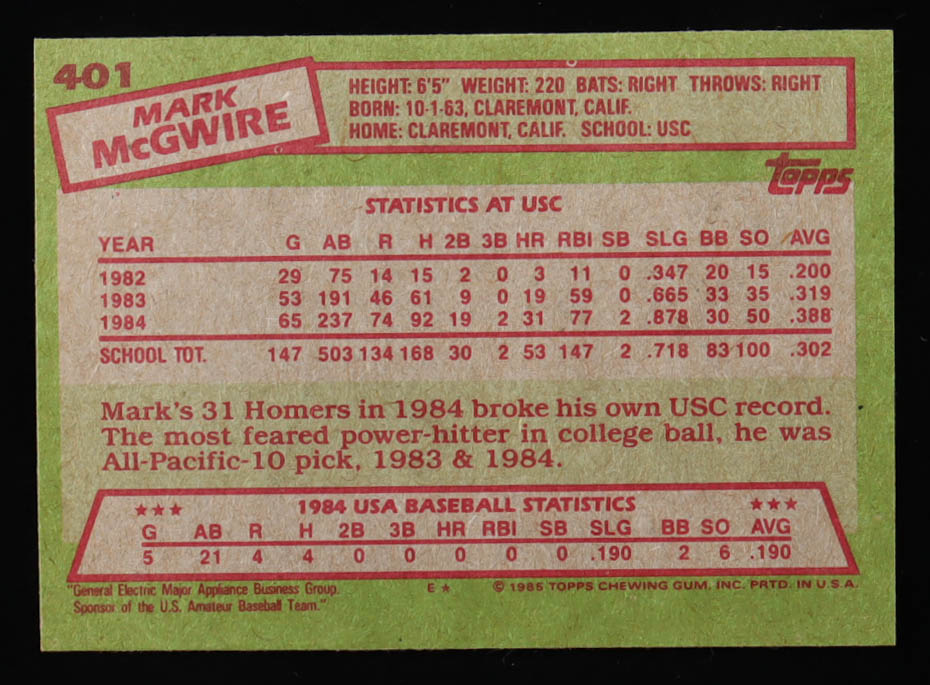 401
MARK
McGWIRE
HEIGHT: 6'5" WEIGHT: 220 BATS: RIGHT THROWS: RIGHT
BORN: 10-1-63, CLAREMONT, CALIF.
HOME: CLAREMONT, CALIF. SCHOOL: USC
topps
STATISTICS AT USC
YEAR G AB R H 2B 3B HR RBI SB SLG BB SO AVG
1982 29 75 14 15 2 0 3 11 0 .347 20 15 .200
1983 53 191 46 61 9 0 19 59 0 .665 33 35 .319
1984 65 237 74 92 19 2 31 77 2 .878 30 50 .388
SCHOOL TOT. 147 503 134 168 30 2 53 147 2 .718 83 100 .302
Mark's 31 Homers in 1984 broke his own USC record.
The most feared power-hitter in college ball, he was
All-Pacific-10 pick, 1983 & 1984.
★★★ 1984 USA BASEBALL STATISTICS ★★★
G AB R H 2B 3B HR RBI SB SLG BB SO AVG
5 21 4 4 0 0 0 0 0 .190 2 6 .190
"General Electric Major Appliance Business Group. E★ © 1985 TOPPS CHEWING GUM, INC. PRTD. IN U.S.A.
Sponsor of the U.S. Amateur Baseball Team."